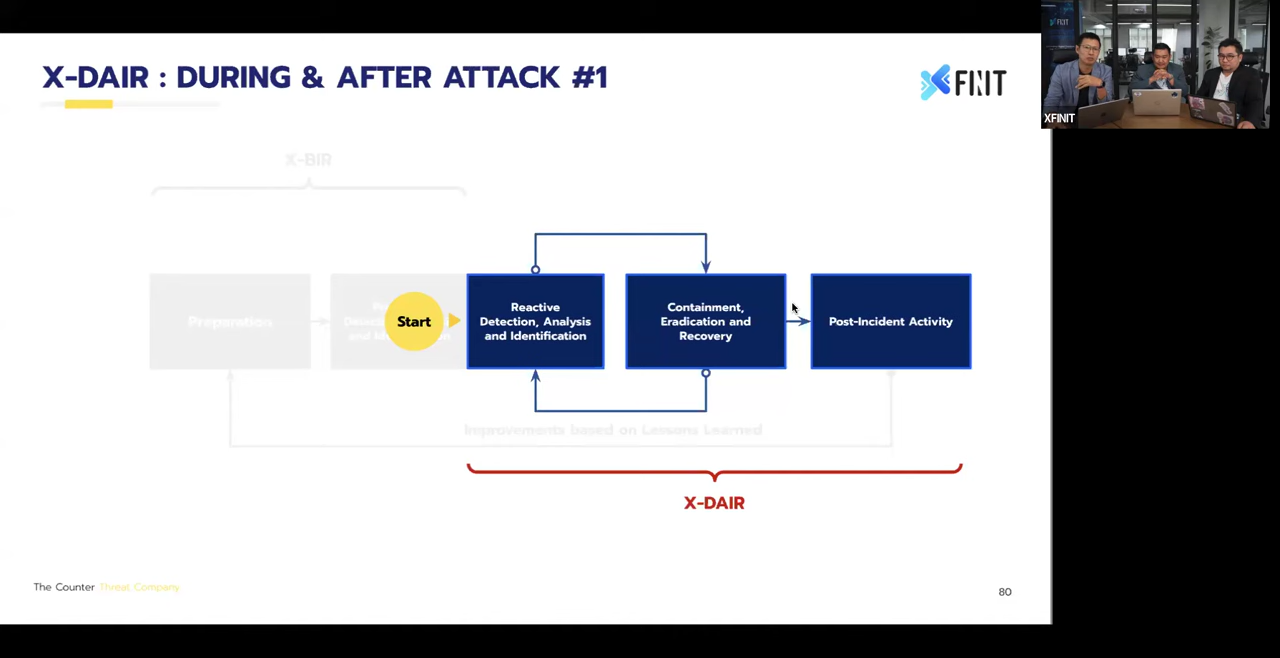 X-DAIR : DURING & AFTER ATTACK #1
XFINIT
XFINIT
X-BIR
Preparation
Start
Reactive
Detection, Analysis
and Identification
Containment,
Eradication and
Recovery
Post-Incident Activity
Improvements based on Lessons Learned
X-DAIR
The Counter Threat Company
80